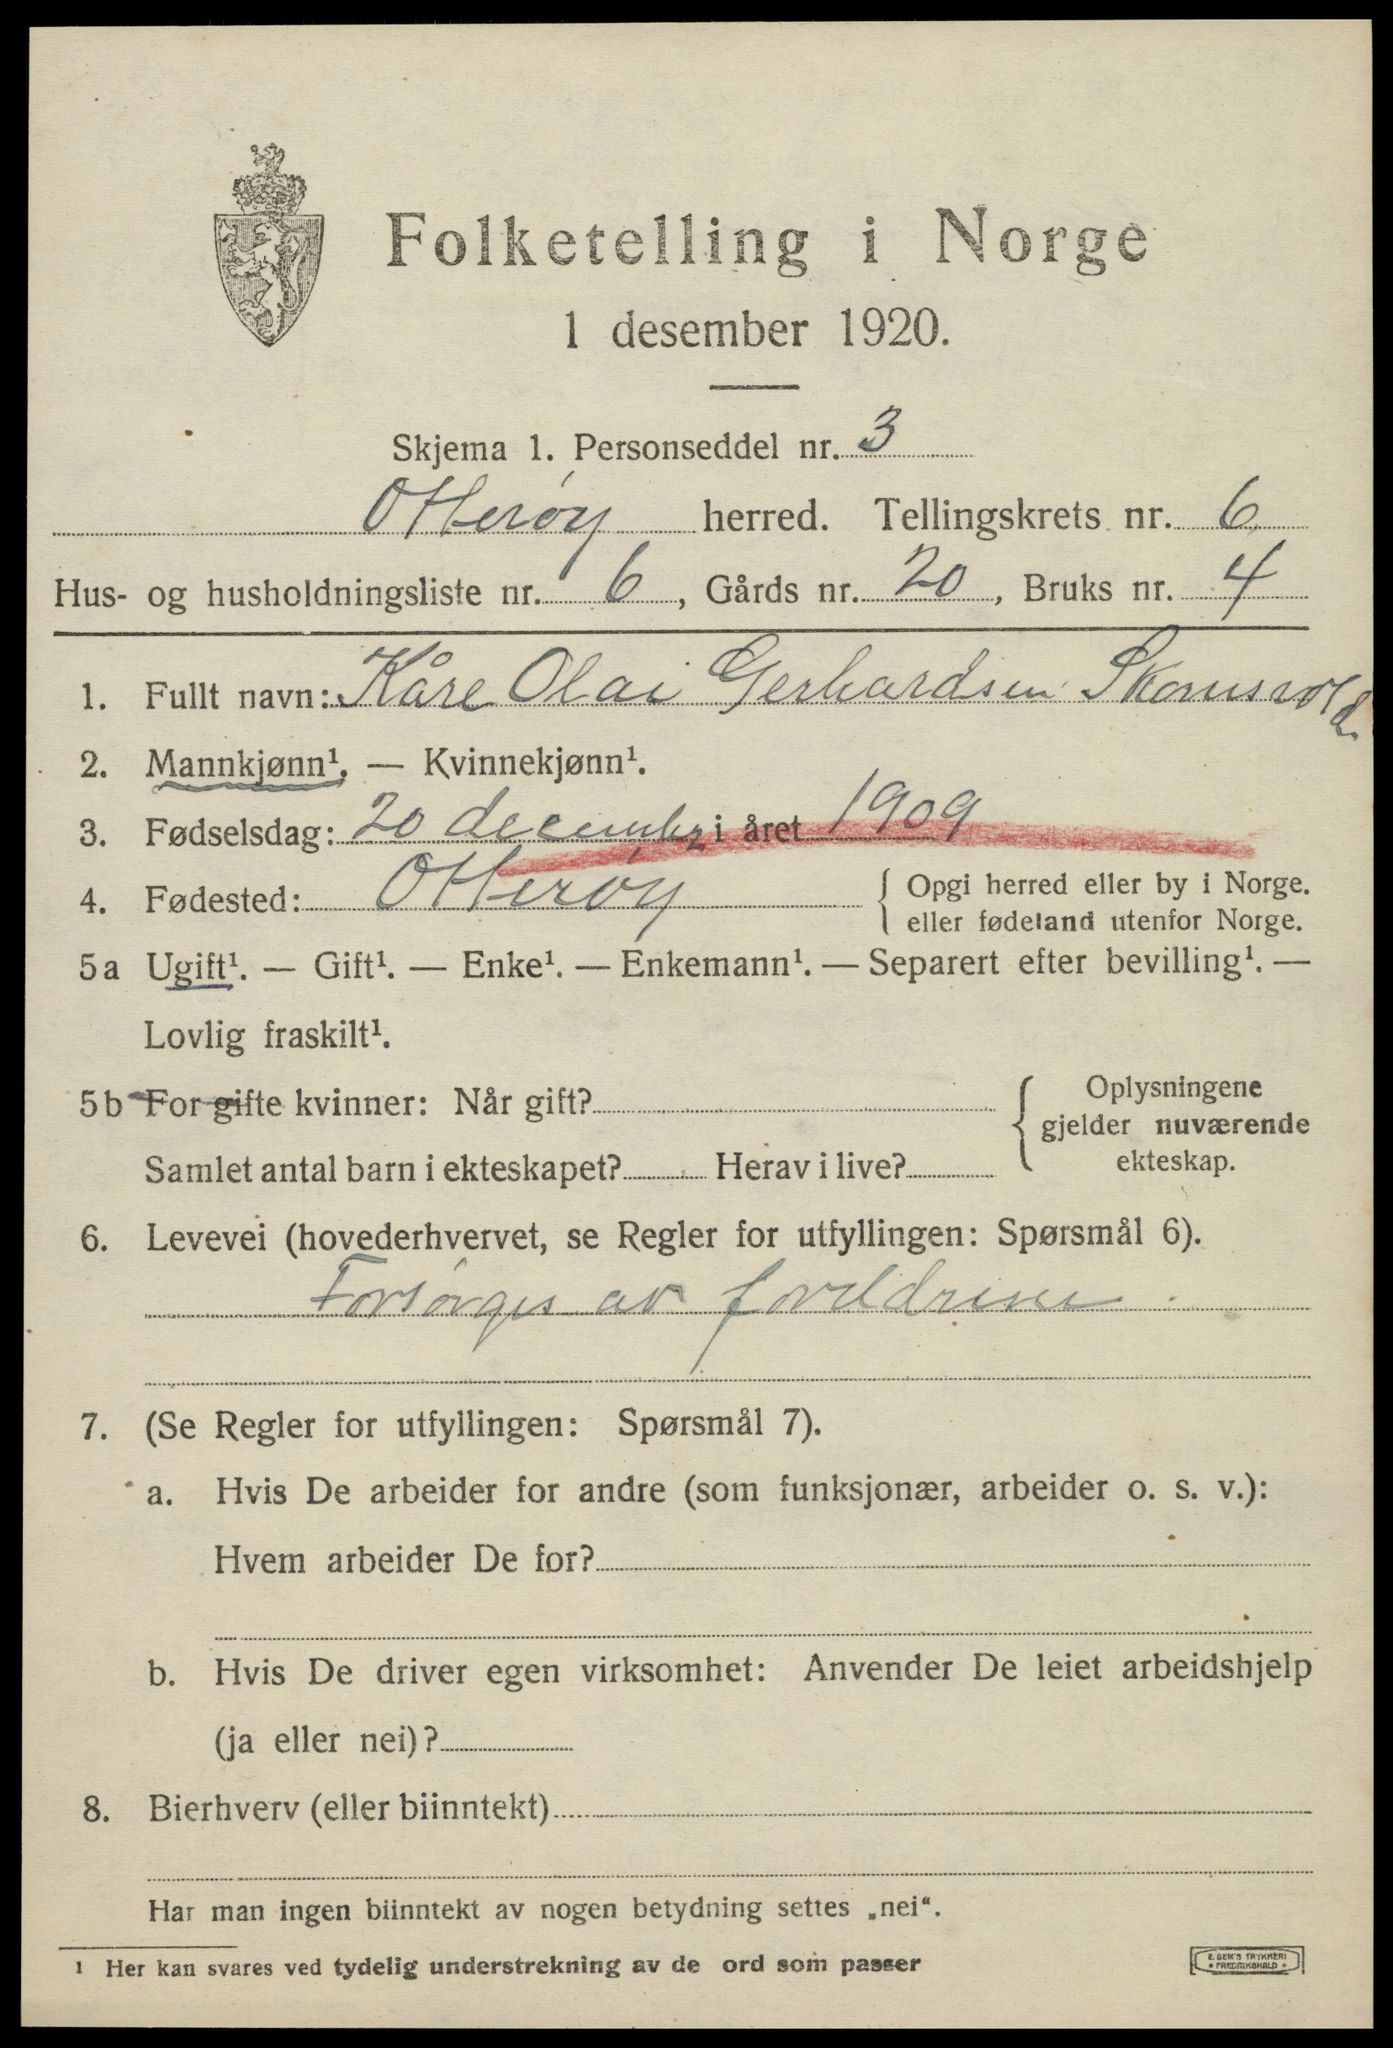 Folketelling i Norge
1 desember 1920.
Skjema 1. Personseddel nr. 3
Otterøy herred. Tellingskrets nr. 6
Hus- og husholdningsliste nr. 6, Gårds nr. 20, Bruks nr. 4
1. Fullt navn: Kåre Olai Gerhardsen
2. Mannkjønn¹. — Kvinnekjønn¹.
3. Fødselsdag: 20 december i året 1909
4. Fødested: Otterøy { Opgi herred eller by i Norge.
eller fødeland utenfor Norge.
5a Ugift¹. — Gift¹. — Enke¹. — Enkemann¹. — Separert efter bevilling¹. —
Lovlig fraskilt¹.
5b For gifte kvinner: Når gift? { Oplysningene
gjelder nuværende
ekteskap.
Samlet antal barn i ekteskapet? Herav i live?
6. Levevei (hovederhvervet, se Regler for utfyllingen: Spørsmål 6).
Forsørges av foreldrene.
7. (Se Regler for utfyllingen: Spørsmål 7).
a. Hvis De arbeider for andre (som funksjonær, arbeider o. s. v.):
Hvem arbeider De for?
b. Hvis De driver egen virksomhet: Anvender De leiet arbeidshjelp
(ja eller nei)?
8. Bierhverv (eller biinntekt)
Har man ingen biinntekt av nogen betydning settes „nei“.
1 Her kan svares ved tydelig understrekning av de ord som passer
E. SEM'S TRYKKERI
FREDRIKSHALD